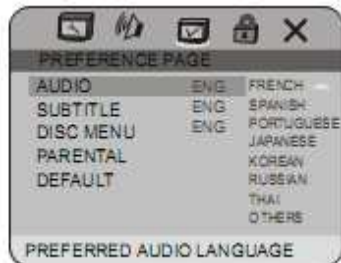 PREFERENCE PAGE
AUDIO ENG
SUBTITLE ENG
DISC MENU ENG
PARENTAL
DEFAULT
FRENCH
SPANISH
PORTUGUESE
JAPANESE
KOREAN
RUSSIAN
THAI
OTHERS
PREFERRED AUDIO LANGUAGE